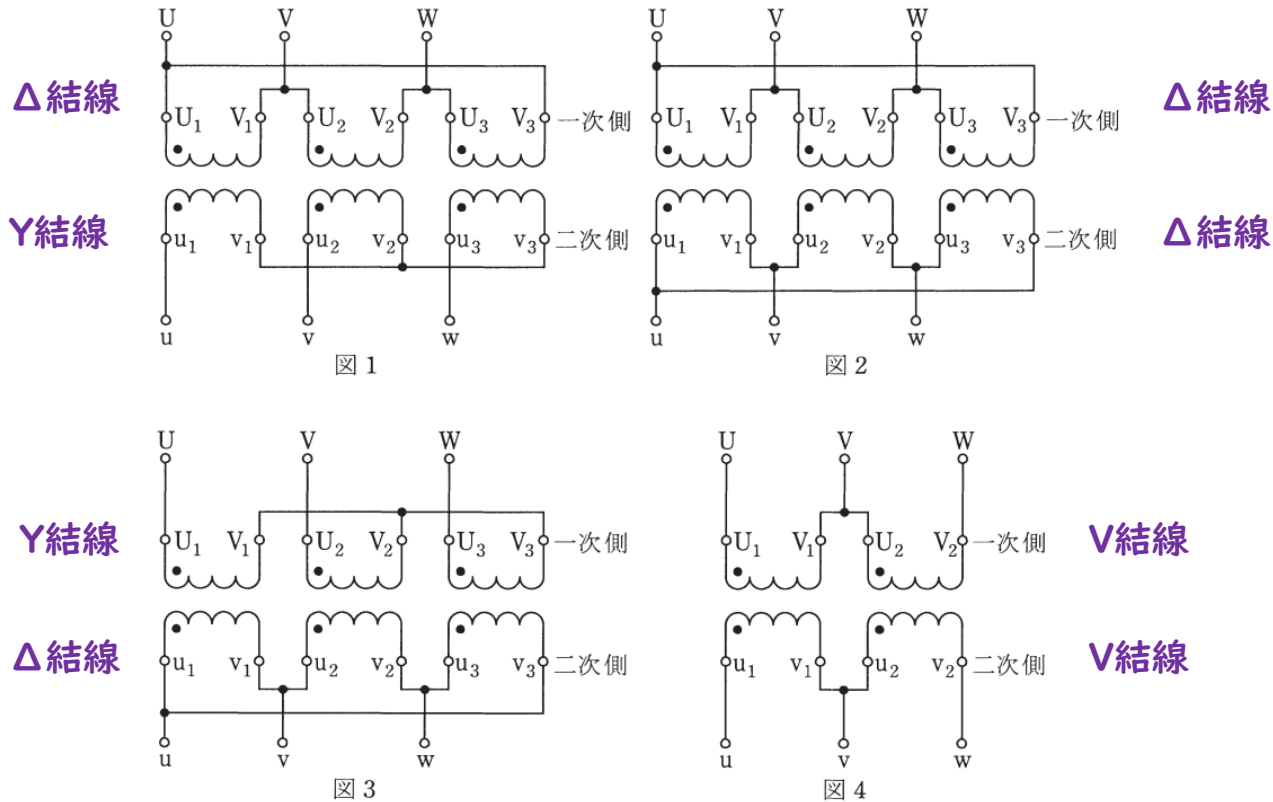 U V W
Δ結線 U₁ V₁ U₂ V₂ U₃ V₃ 一次側
Y結線 u₁ v₁ u₂ v₂ u₃ v₃ 二次側
u v w
図1
U V W
U₁ V₁ U₂ V₂ U₃ V₃ 一次側 Δ結線
u₁ v₁ u₂ v₂ u₃ v₃ 二次側 Δ結線
u v w
図2
U V W
Y結線 U₁ V₁ U₂ V₂ U₃ V₃ 一次側
Δ結線 u₁ v₁ u₂ v₂ u₃ v₃ 二次側
u v w
図3
U V W
U₁ V₁ U₂ V₂ 一次側 V結線
u₁ v₁ u₂ v₂ 二次側 V結線
u v w
図4